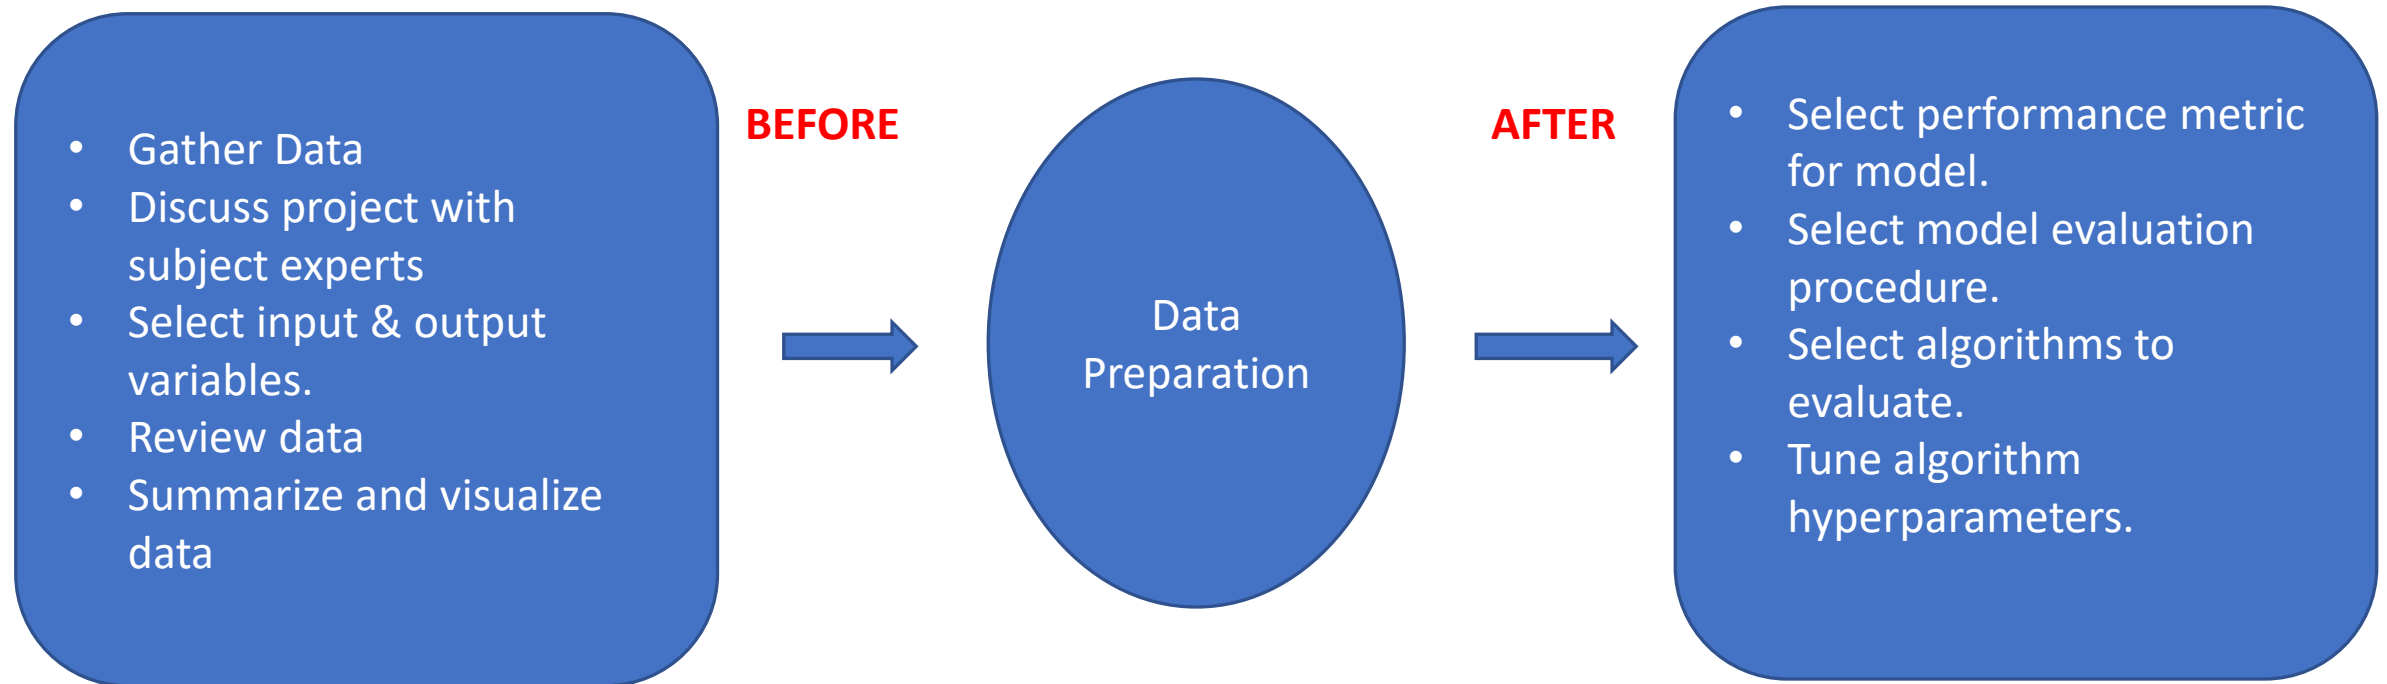 • Gather Data
• Discuss project with
subject experts
• Select input & output
variables.
• Review data
• Summarize and visualize
data
BEFORE
Data
Preparation
AFTER
• Select performance metric
for model.
• Select model evaluation
procedure.
• Select algorithms to
evaluate.
• Tune algorithm
hyperparameters.